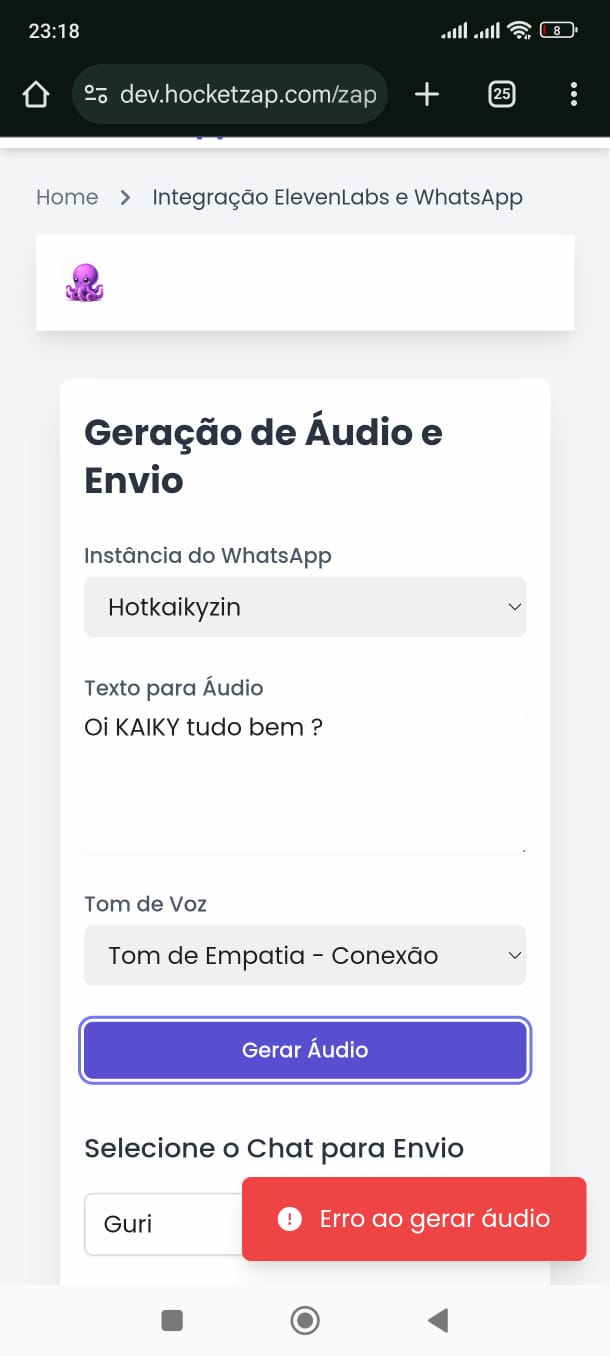 23:18
8
dev.hocketzap.com/zap
25
Home > Integração ElevenLabs e WhatsApp
Geração de Áudio e
Envio
Instância do WhatsApp
Hotkaikyzin
Texto para Áudio
Oi KAIKY tudo bem ?
Tom de Voz
Tom de Empatia - Conexão
Gerar Áudio
Selecione o Chat para Envio
Guri
Erro ao gerar áudio